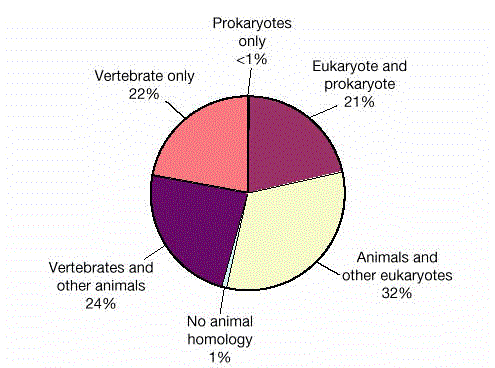 Prokaryotes
only
<1%
Eukaryote and
prokaryote
21%
Animals and
other eukaryotes
32%
No animal
homology
1%
Vertebrates and
other animals
24%
Vertebrate only
22%